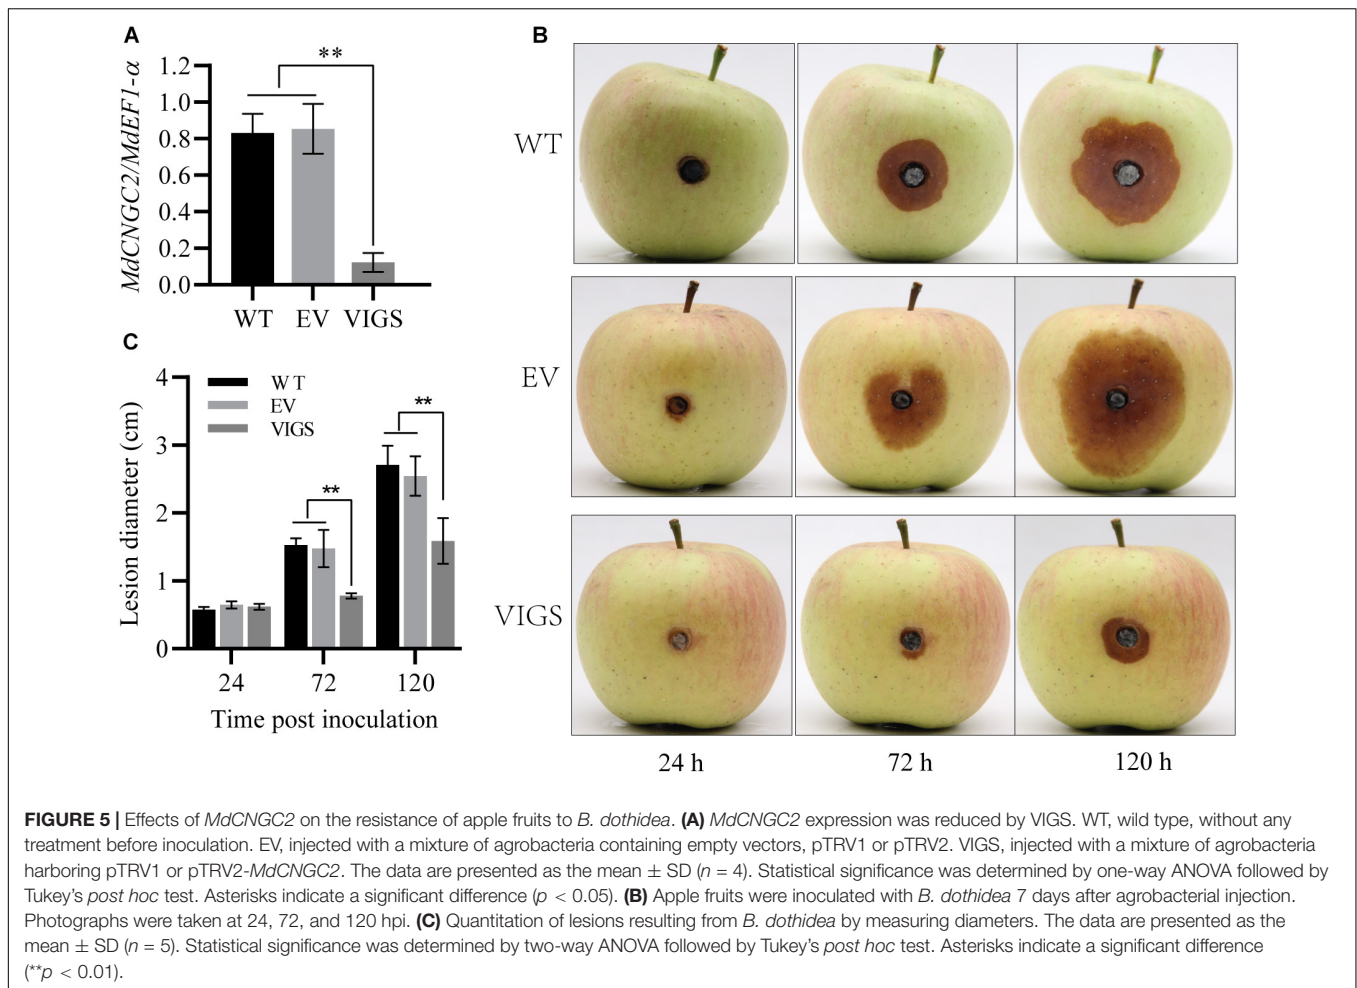 A
MdCNGC2/MdEF1-α
**
1.2
1.0
0.8
0.6
0.4
0.2
0.0
WT EV VIGS
B
WT
EV
VIGS
24 h 72 h 120 h
C
Lesion diameter (cm)
4
3
2
1
0
W T
EV
VIGS
**
**
24 72 120
Time post inoculation
FIGURE 5 | Effects of MdCNGC2 on the resistance of apple fruits to B. dothidea. (A) MdCNGC2 expression was reduced by VIGS. WT, wild type, without any
treatment before inoculation. EV, injected with a mixture of agrobacteria containing empty vectors, pTRV1 or pTRV2. VIGS, injected with a mixture of agrobacteria
harboring pTRV1 or pTRV2-MdCNGC2. The data are presented as the mean ± SD (n = 4). Statistical significance was determined by one-way ANOVA followed by
Tukey's post hoc test. Asterisks indicate a significant difference (p < 0.05). (B) Apple fruits were inoculated with B. dothidea 7 days after agrobacterial injection.
Photographs were taken at 24, 72, and 120 hpi. (C) Quantitation of lesions resulting from B. dothidea by measuring diameters. The data are presented as the
mean ± SD (n = 5). Statistical significance was determined by two-way ANOVA followed by Tukey's post hoc test. Asterisks indicate a significant difference
(**p < 0.01).